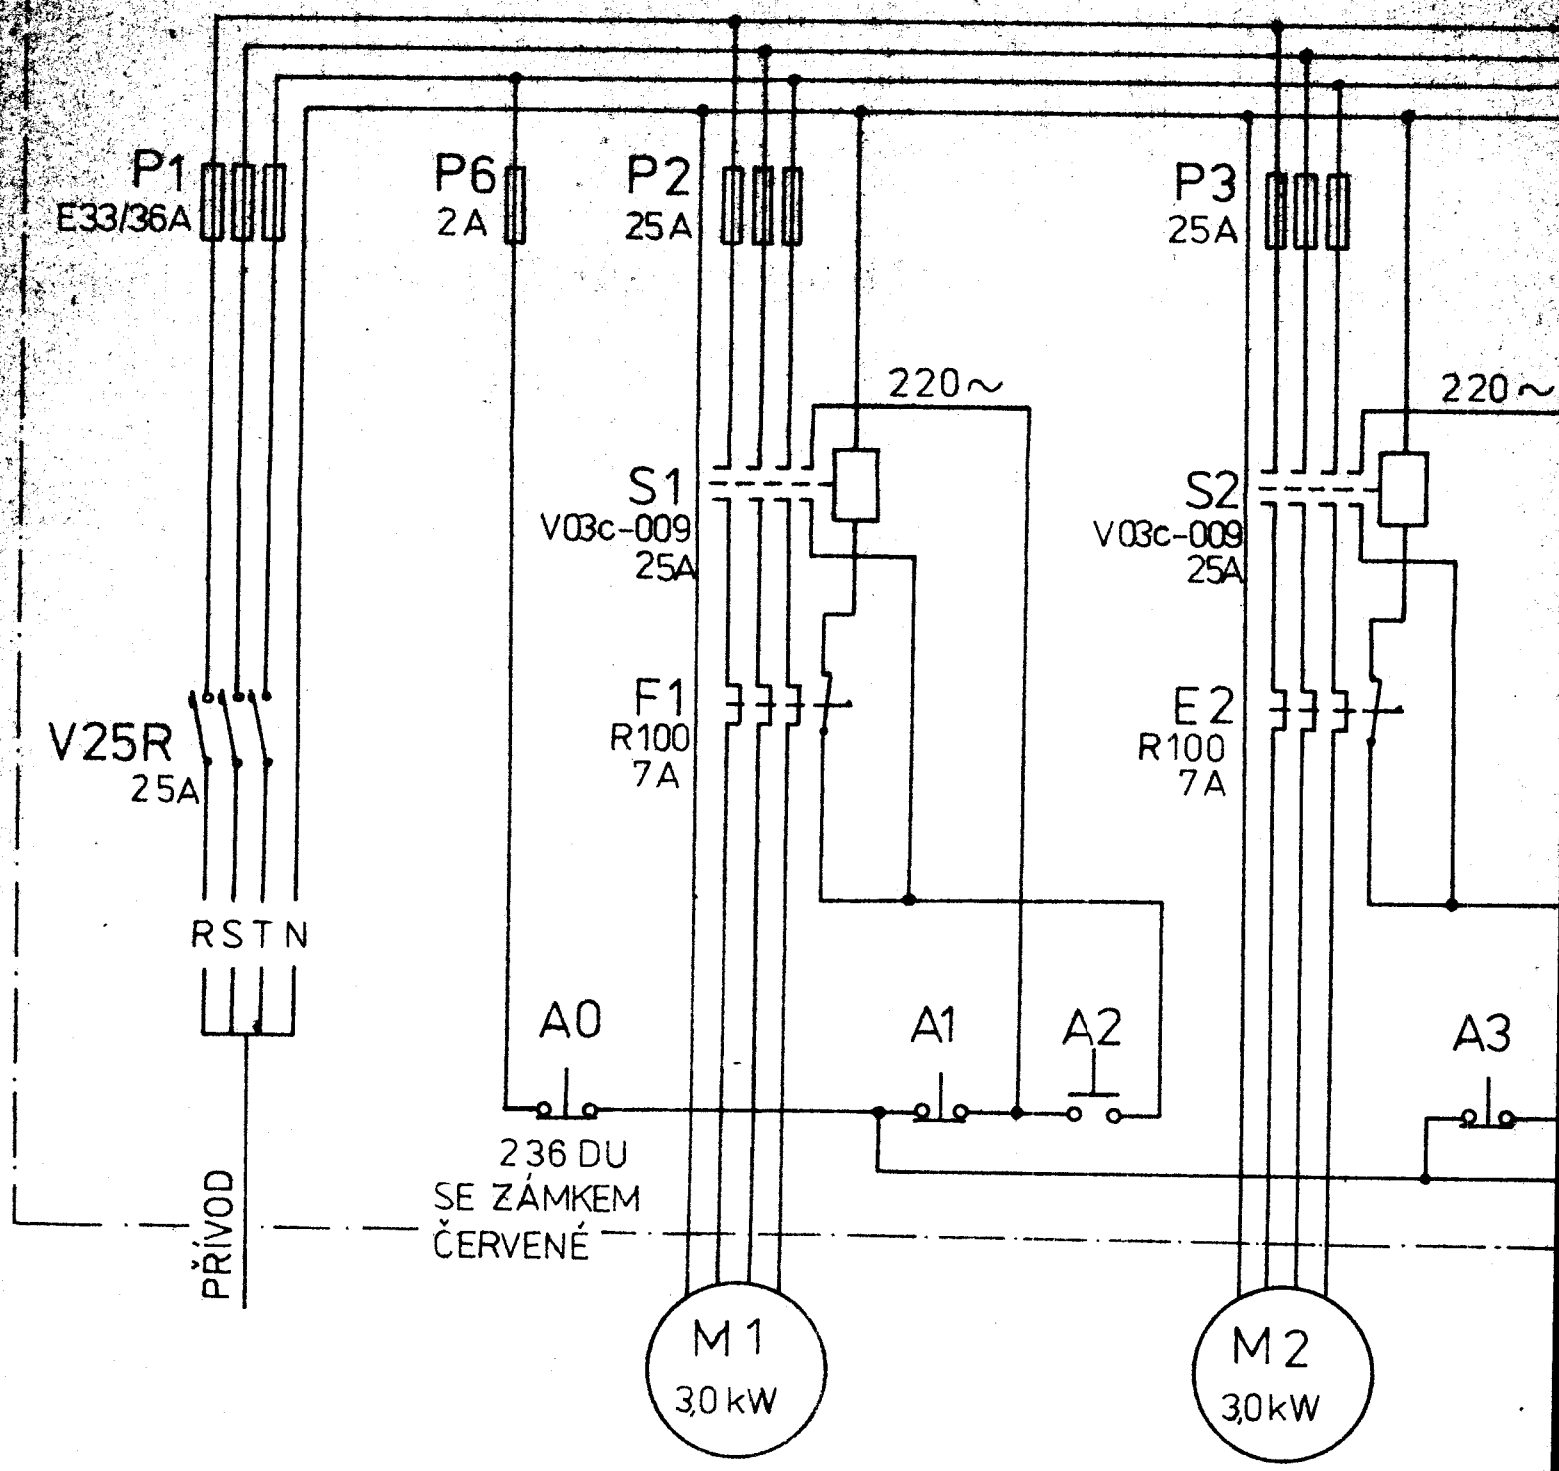 P1
E33/36A
P6
2A
P2
25A
P3
25A
220~
220~
S1
V03c-009
25A
S2
V03c-009
25A
F1
R100
7A
E2
R100
7A
V25R
25A
R S T N
A0
A1
A2
A3
236 DU
SE ZÁMKEM
ČERVENÉ
PŘÍVOD
M1
3,0 kW
M2
3,0 kW